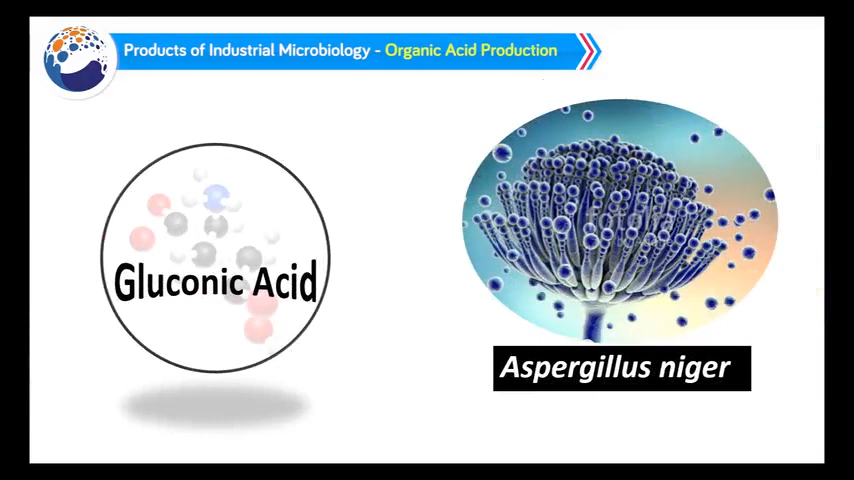 Products of Industrial Microbiology - Organic Acid Production
Gluconic Acid
Aspergillus niger